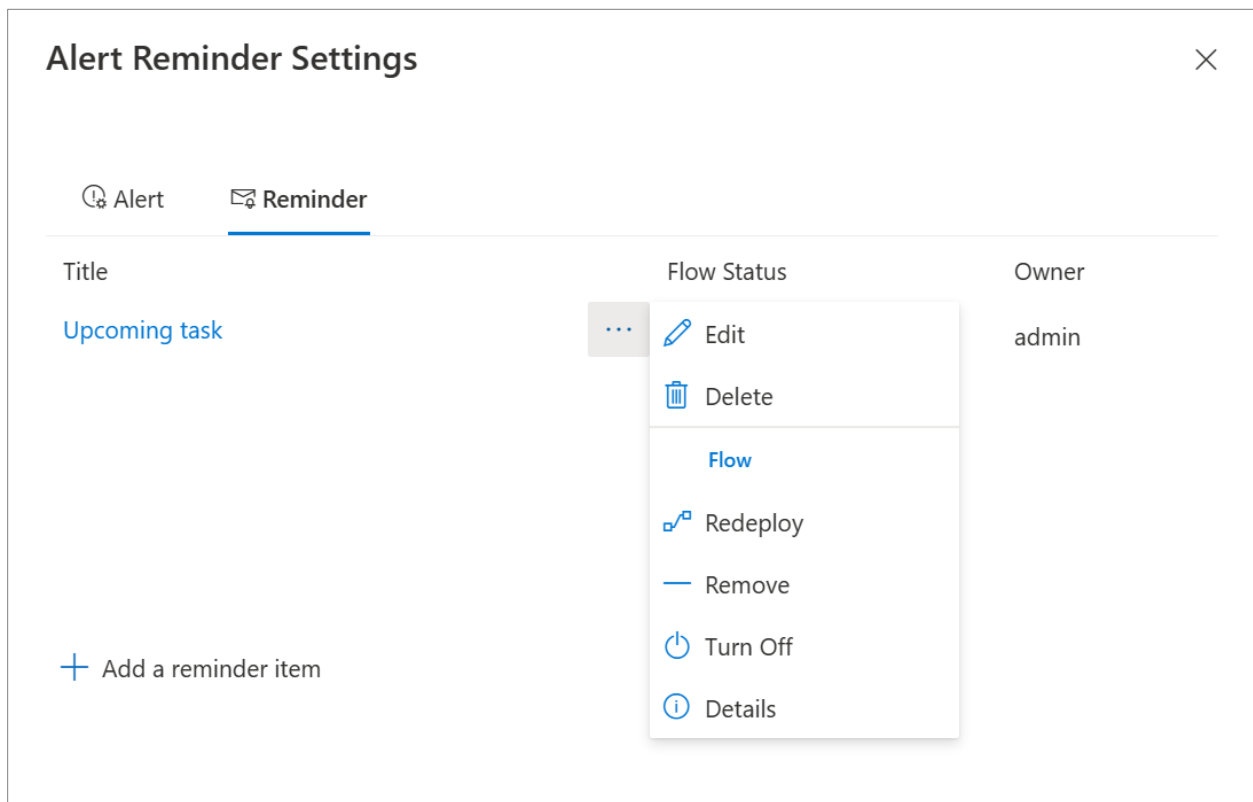 Alert Reminder Settings
Alert Reminder
Title Flow Status Owner
Upcoming task ... Edit admin
Delete
Flow
Redeploy
Remove
Turn Off
Add a reminder item
Details